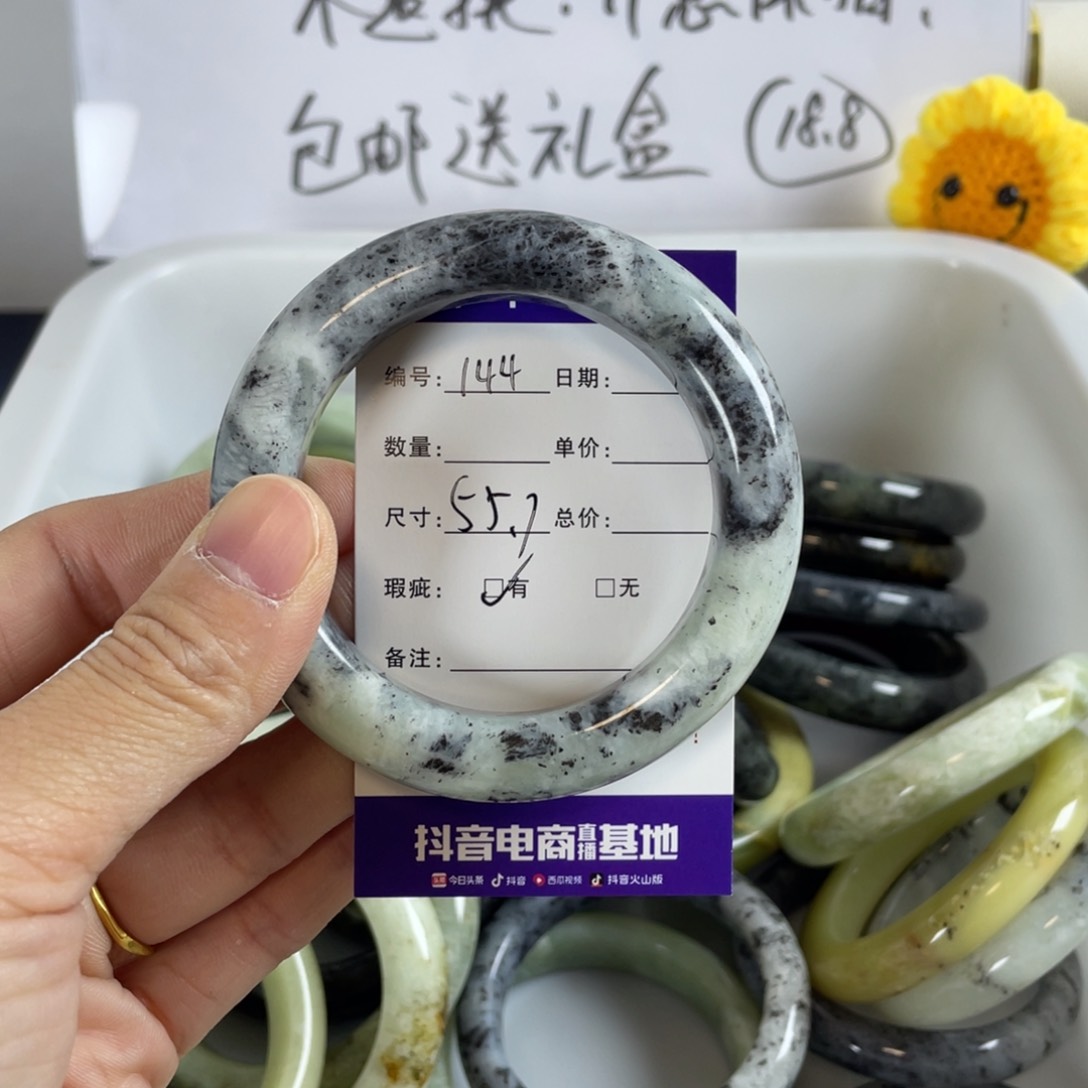 包邮送礼盒 18.8
编号: 144 日期:
数量: 单价:
尺寸: 55.7 总价:
瑕疵: ☑有 □无
备注:
抖音电商直播基地
头条 今日头条 抖音 西瓜视频 抖音火山版